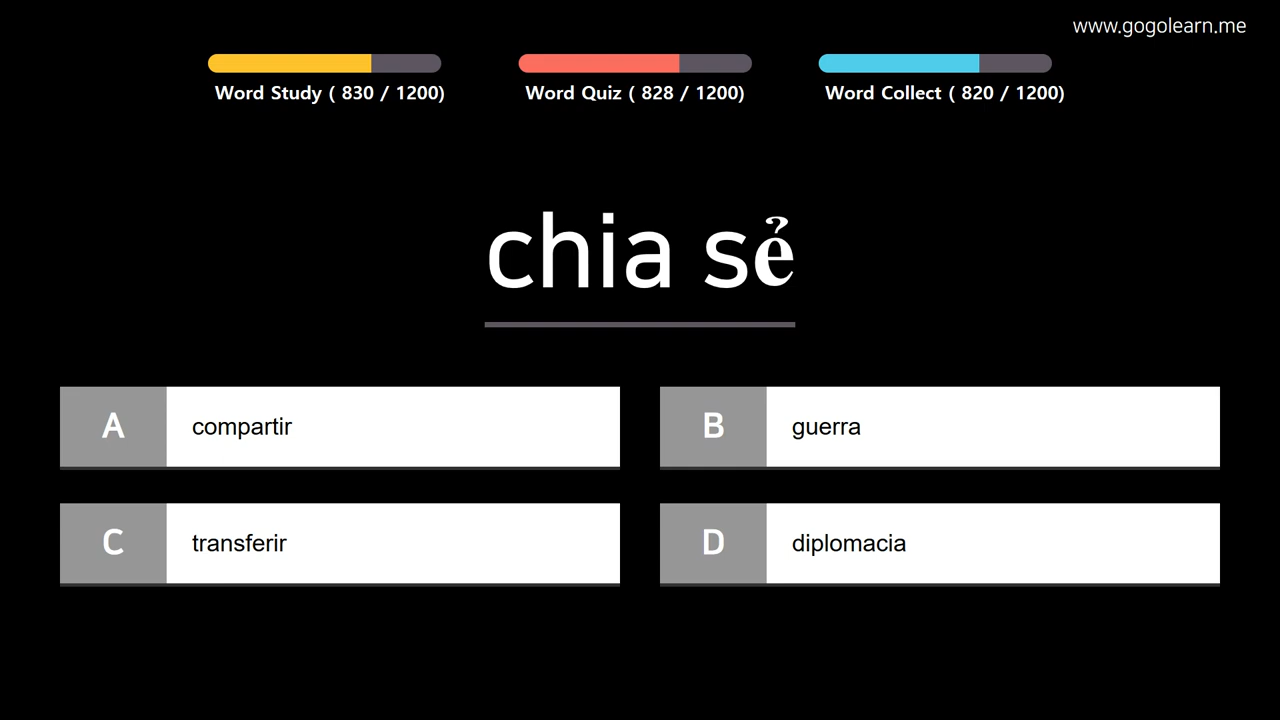 www.gogolearn.me
Word Study ( 830 / 1200)
Word Quiz ( 828 / 1200)
Word Collect ( 820 / 1200)
chia sẻ
A compartir
B guerra
C transferir
D diplomacia